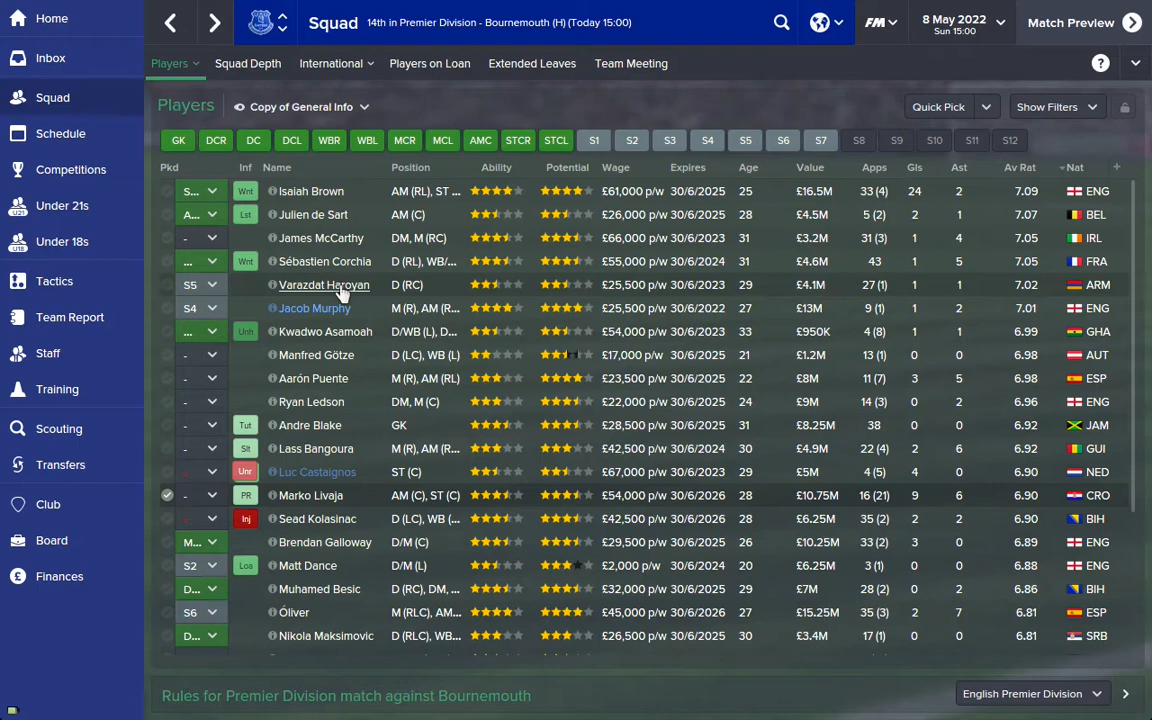 Home
Squad 14th in Premier Division - Bournemouth (H) (Today 15:00) FM 8 May 2022 Sun 15:00 Match Preview
Inbox
Squad
Schedule
Competitions
Under 21s
Under 18s
Tactics
Team Report
Staff
Training
Scouting
Transfers
Club
Board
Finances
Players Squad Depth International Players on Loan Extended Leaves Team Meeting ?
Players Copy of General Info Quick Pick Show Filters
GK DCR DC DCL WBR WBL MCR MCL AMC STCR STCL S1 S2 S3 S4 S5 S6 S7 S8 S9 S10 S11 S12
Pkd Inf Name Position Ability Potential Wage Expires Age Value Apps Gls Ast Av Rat Nat +
S... Wnt Isaiah Brown AM (RL), ST ... £61,000 p/w 30/6/2025 25 £16.5M 33 (4) 24 2 7.09 ENG
A... Lst Julien de Sart AM (C) £26,000 p/w 30/6/2025 28 £4.5M 5 (2) 2 1 7.07 BEL
- James McCarthy DM, M (RC) £66,000 p/w 30/6/2023 31 £3.2M 31 (3) 1 4 7.05 IRL
... Wnt Sébastien Corchia D (RL), WB/... £55,000 p/w 30/6/2024 31 £4.6M 43 1 5 7.05 FRA
S5 Varazdat Haroyan D (RC) £25,500 p/w 30/6/2025 29 £4.1M 27 (1) 1 1 7.02 ARM
S4 Jacob Murphy M (R), AM (R... £25,500 p/w 30/6/2022 27 £13M 9 (1) 1 2 7.01 ENG
... Unh Kwadwo Asamoah D/WB (L), D... £54,000 p/w 30/6/2023 33 £950K 4 (8) 1 1 6.99 GHA
- Manfred Götze D (LC), WB (L) £17,000 p/w 30/6/2025 21 £1.2M 13 (1) 0 0 6.98 AUT
- Aarón Puente M (R), AM (RL) £23,500 p/w 30/6/2025 22 £8M 11 (7) 3 5 6.98 ESP
- Ryan Ledson DM, M (C) £22,000 p/w 30/6/2025 24 £9M 14 (3) 0 2 6.96 ENG
- Tut Andre Blake GK £28,500 p/w 30/6/2025 31 £8.25M 38 0 0 6.92 JAM
- Slt Lass Bangoura M (R), AM (R... £42,500 p/w 30/6/2024 30 £4.9M 22 (4) 2 6 6.92 GUI
- Unr Luc Castaignos ST (C) £67,000 p/w 30/6/2023 29 £5M 4 (5) 4 0 6.90 NED
- PR Marko Livaja AM (C), ST (C) £54,000 p/w 30/6/2026 28 £10.75M 16 (21) 9 6 6.90 CRO
- Inj Sead Kolasinac D (LC), WB (... £42,500 p/w 30/6/2026 28 £6.25M 35 (2) 2 2 6.90 BIH
M... Brendan Galloway D/M (C) £29,500 p/w 30/6/2025 26 £10.25M 33 (2) 3 0 6.89 ENG
S2 Loa Matt Dance D/M (L) £2,000 p/w 30/6/2024 20 £6.25M 3 (1) 0 0 6.88 ENG
D... Muhamed Besic D (RC), DM, ... £32,000 p/w 30/6/2025 29 £7M 28 (2) 0 2 6.86 BIH
S6 Óliver M (RLC), AM... £45,000 p/w 30/6/2026 27 £15.25M 35 (3) 2 7 6.81 ESP
D... Nikola Maksimovic D (RLC), WB... £26,500 p/w 30/6/2025 30 £3.4M 17 (1) 0 0 6.81 SRB
Rules for Premier Division match against Bournemouth English Premier Division